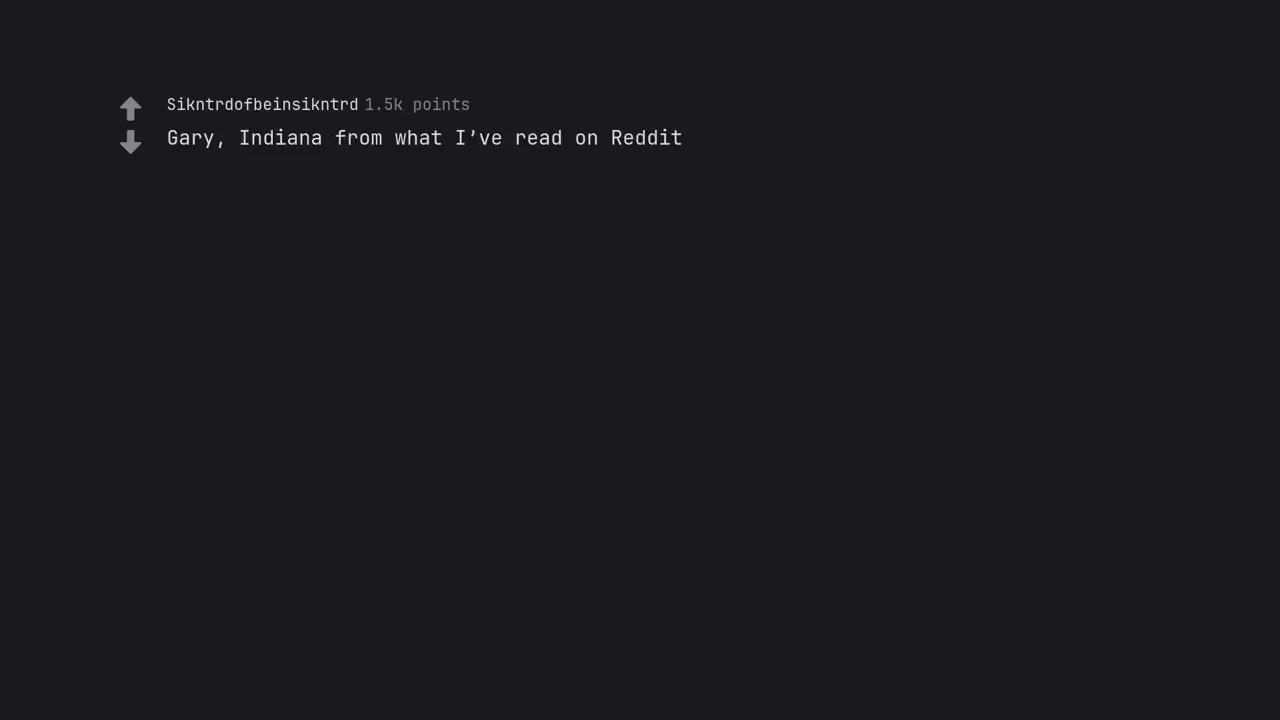 Sikntrdofbeinsikntrd 1.5k points
Gary, Indiana from what I’ve read on Reddit